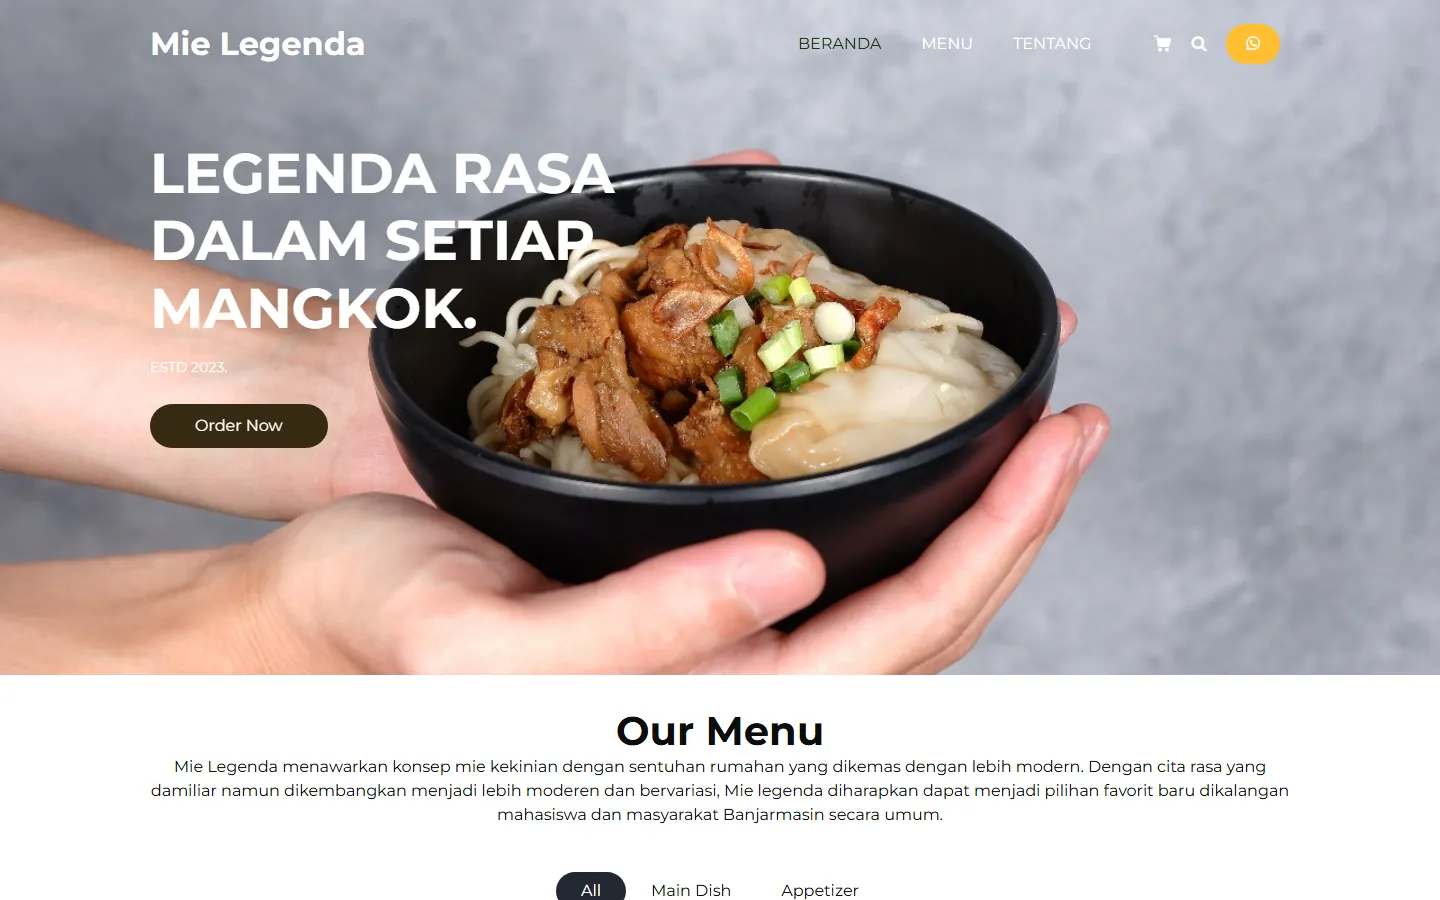 Mie Legenda
BERANDA
MENU
TENTANG
LEGENDA RASA
DALAM SETIAP
MANGKOK.
ESTD 2023.
Order Now
Our Menu
Mie Legenda menawarkan konsep mie kekinian dengan sentuhan rumahan yang dikemas dengan lebih modern. Dengan cita rasa yang
damiliar namun dikembangkan menjadi lebih moderen dan bervariasi, Mie legenda diharapkan dapat menjadi pilihan favorit baru dikalangan
mahasiswa dan masyarakat Banjarmasin secara umum.
All
Main Dish
Appetizer